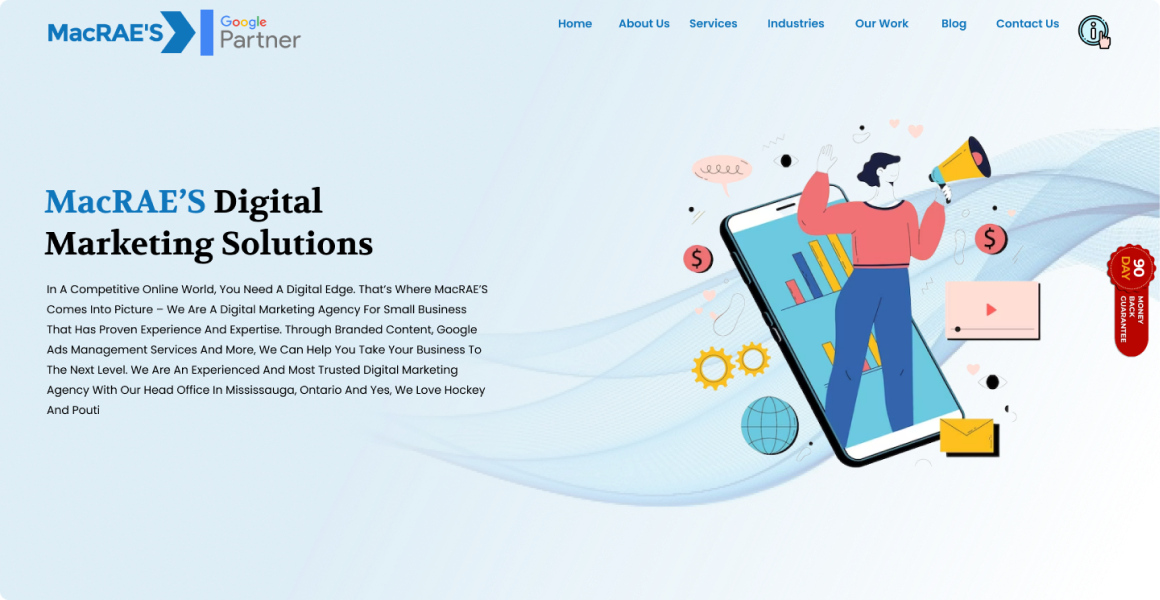 MacRAE'S
Google
Partner
Home About Us Services Industries Our Work Blog Contact Us
MacRAE’S Digital
Marketing Solutions
In A Competitive Online World, You Need A Digital Edge. That’s Where MacRAE’S
Comes Into Picture – We Are A Digital Marketing Agency For Small Business
That Has Proven Experience And Expertise. Through Branded Content, Google
Ads Management Services And More, We Can Help You Take Your Business To
The Next Level. We Are An Experienced And Most Trusted Digital Marketing
Agency With Our Head Office In Mississauga, Ontario And Yes, We Love Hockey
And Pouti
$
$
90
DAY
MONEY
BACK
GUARANTEE